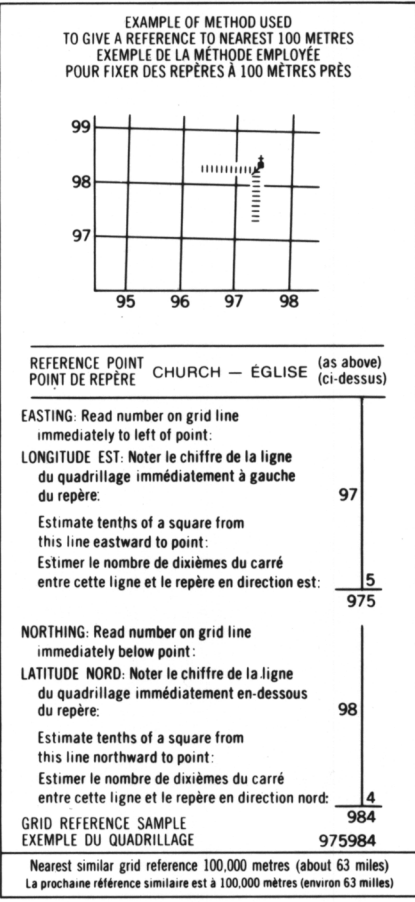 EXAMPLE OF METHOD USED
TO GIVE A REFERENCE TO NEAREST 100 METRES
EXEMPLE DE LA MÉTHODE EMPLOYÉE
POUR FIXER DES REPÈRES À 100 MÈTRES PRÈS
99
98
97
95 96 97 98
REFERENCE POINT
POINT DE REPÈRE
CHURCH — ÉGLISE
(as above)
(ci-dessus)
EASTING: Read number on grid line
immediately to left of point:
LONGITUDE EST: Noter le chiffre de la ligne
du quadrillage immédiatement à gauche
du repère: 97
Estimate tenths of a square from
this line eastward to point:
Estimer le nombre de dixièmes du carré
entre cette ligne et le repère en direction est: 5
975
NORTHING: Read number on grid line
immediately below point:
LATITUDE NORD: Noter le chiffre de la ligne
du quadrillage immédiatement en-dessous
du repère: 98
Estimate tenths of a square from
this line northward to point:
Estimer le nombre de dixièmes du carré
entre cette ligne et le repère en direction nord: 4
984
GRID REFERENCE SAMPLE
EXEMPLE DU QUADRILLAGE 975984
Nearest similar grid reference 100,000 metres (about 63 miles)
La prochaine référence similaire est à 100,000 mètres (environ 63 milles)